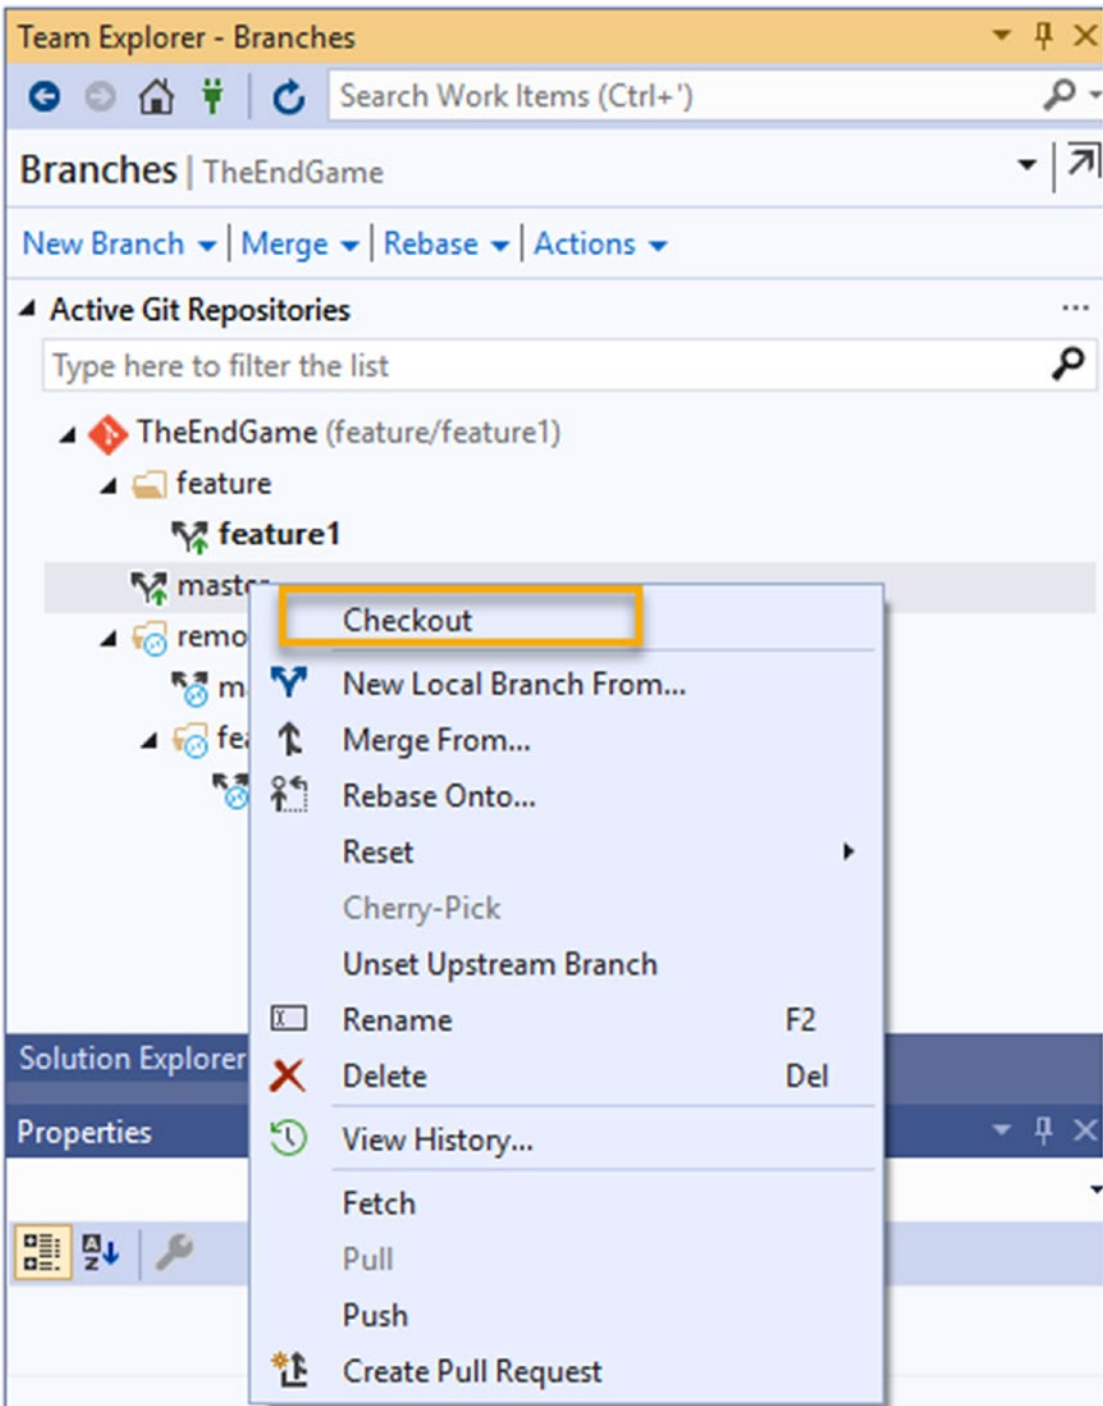 Team Explorer - Branches
Search Work Items (Ctrl+')
Branches | TheEndGame
New Branch | Merge | Rebase | Actions
Active Git Repositories
...
Type here to filter the list
TheEndGame (feature/feature1)
feature
feature1
Checkout
New Local Branch From...
Merge From...
Rebase Onto...
Reset
Cherry-Pick
Unset Upstream Branch
Rename F2
Solution Explorer
Delete Del
Properties
View History...
Fetch
Pull
Push
Create Pull Request